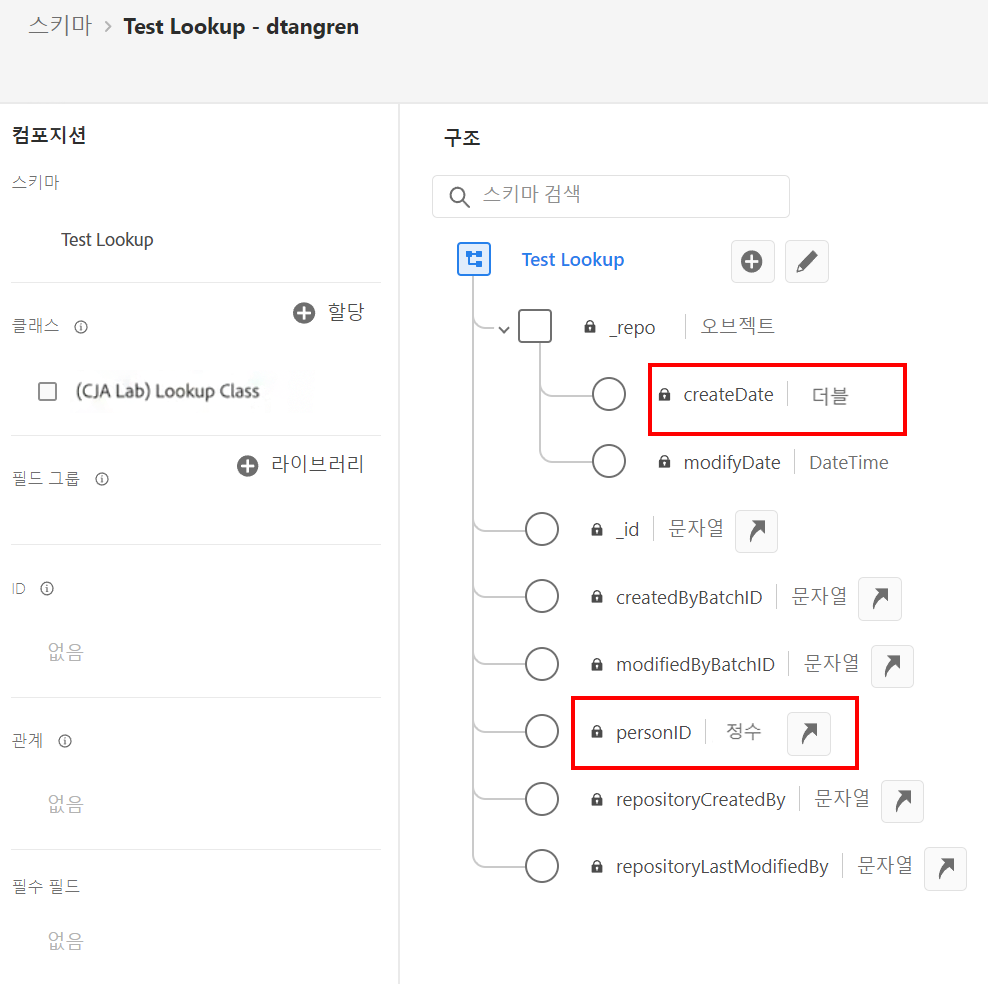 스키마 > Test Lookup - dtangren
컴포지션
스키마
Test Lookup
클래스
할당
(CJA Lab) Lookup Class
필드 그룹
라이브러리
ID
없음
관계
없음
필수 필드
없음
구조
스키마 검색
Test Lookup
_repo 오브젝트
createDate 더블
modifyDate DateTime
_id 문자열
createdByBatchID 문자열
modifiedByBatchID 문자열
personID 정수
repositoryCreatedBy 문자열
repositoryLastModifiedBy 문자열